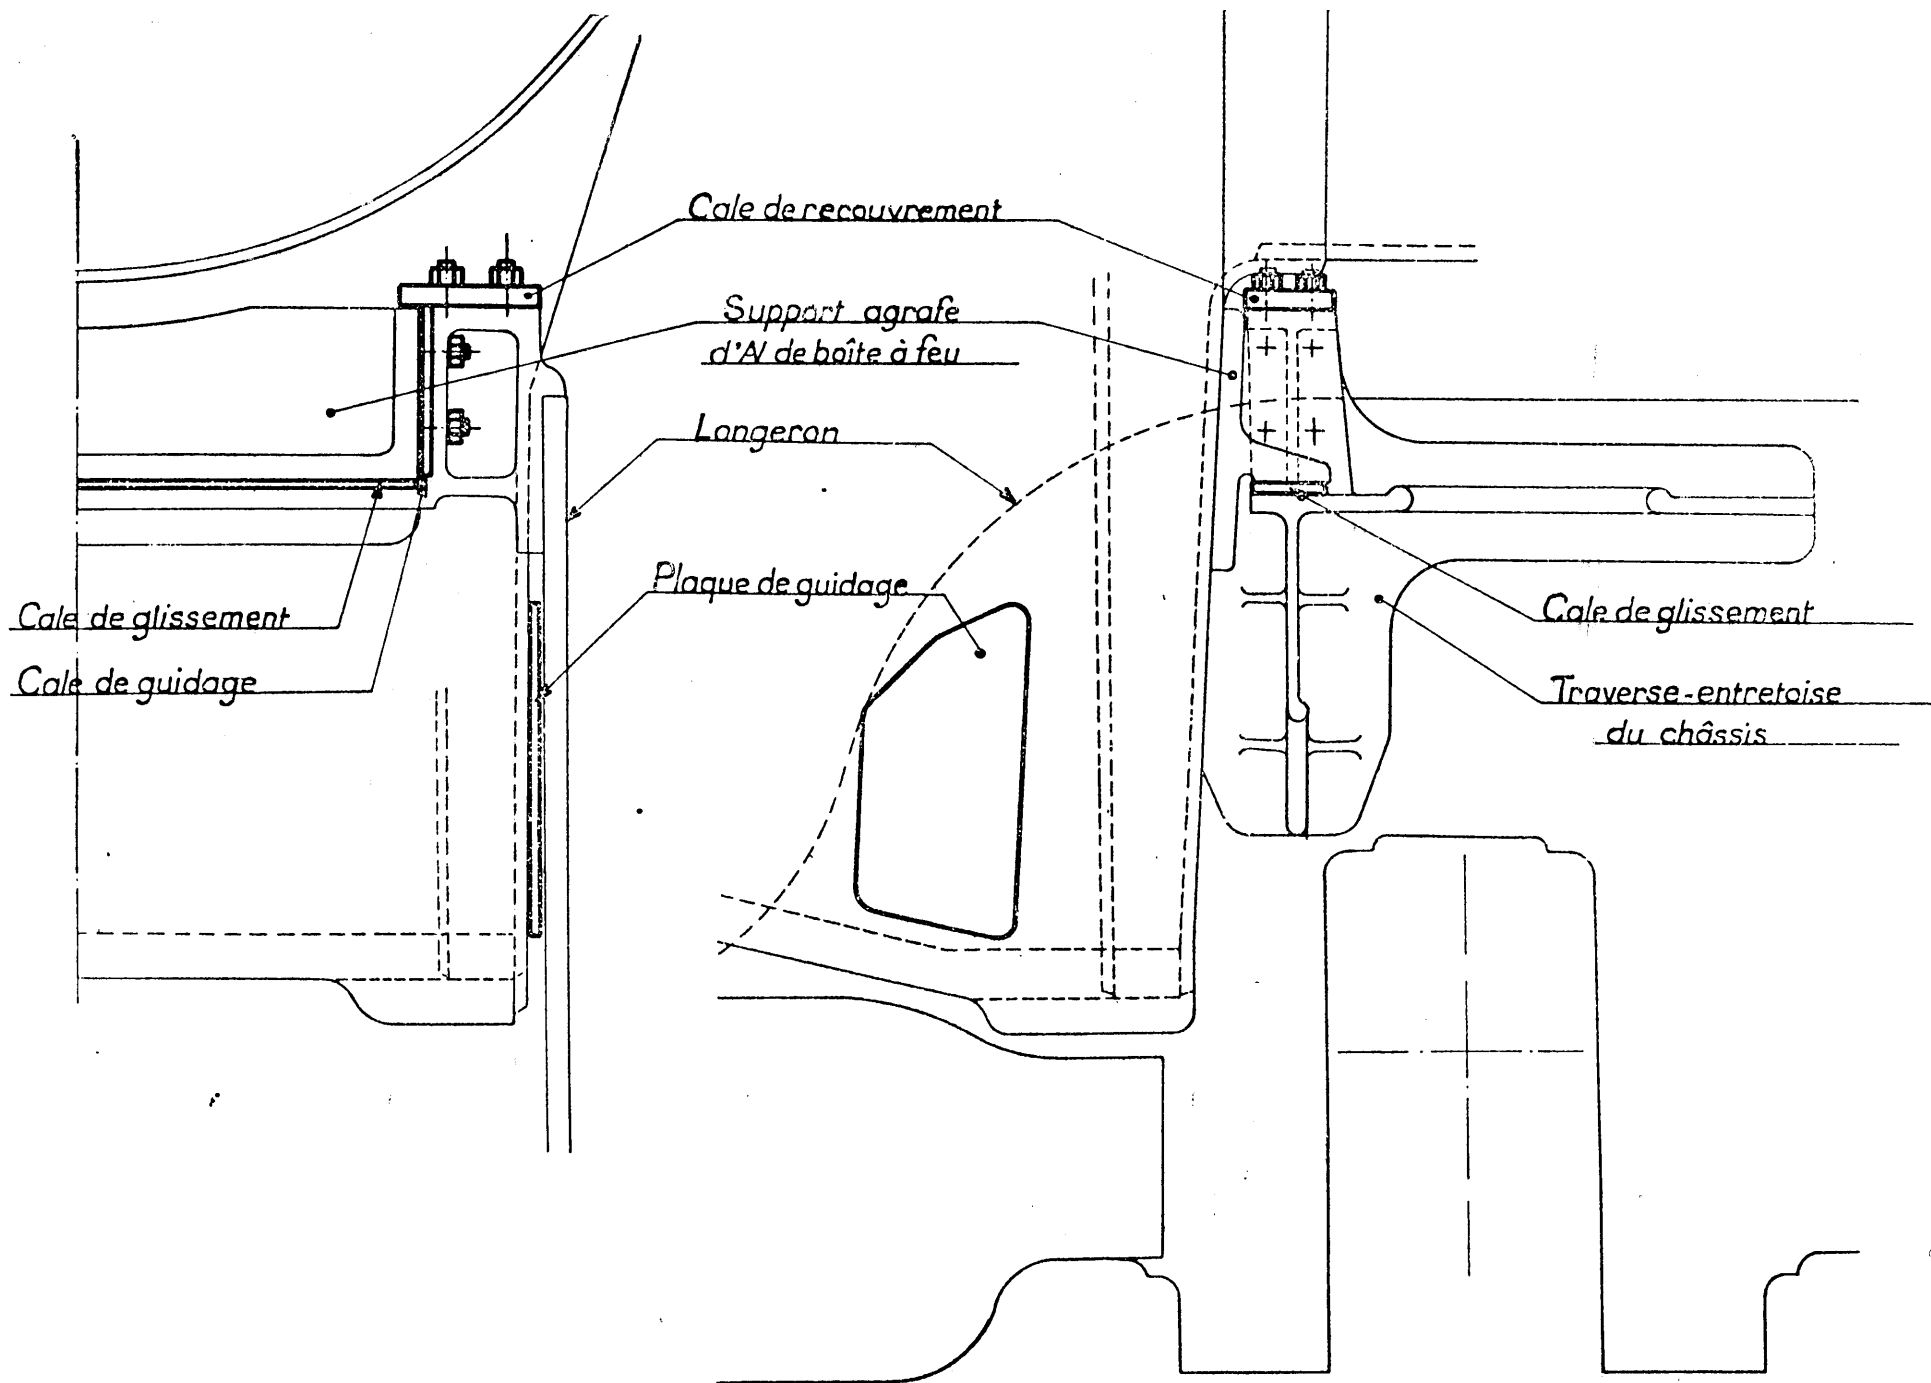 Cale de recouvrement
Support agrafe
d'AV de boîte à feu
Longeron
Plaque de guidage
Cale de glissement
Cale de guidage
Cale de glissement
Traverse-entretoise
du châssis